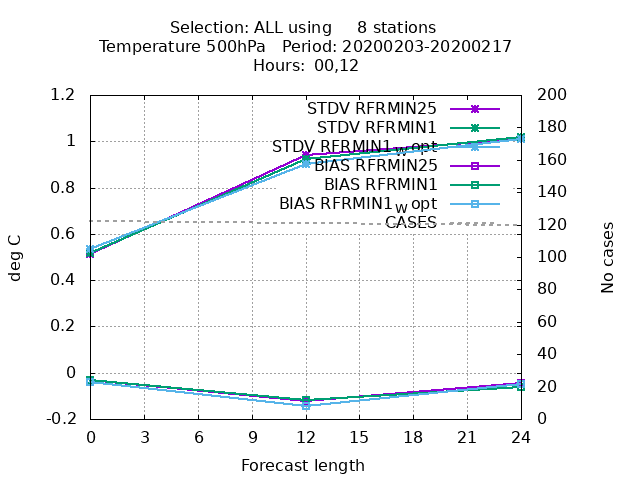 Selection: ALL using     8 stations
Temperature 500hPa   Period: 20200203-20200217
Hours:  00,12
STDV RFRMIN25
STDV RFRMIN1
STDV RFRMIN1w opt
BIAS RFRMIN25
BIAS RFRMIN1
BIAS RFRMIN1w opt
CASES
deg C
1.2
1
0.8
0.6
0.4
0.2
0
-0.2
No cases
200
180
160
140
120
100
80
60
40
20
0
0 3 6 9 12 15 18 21 24
Forecast length